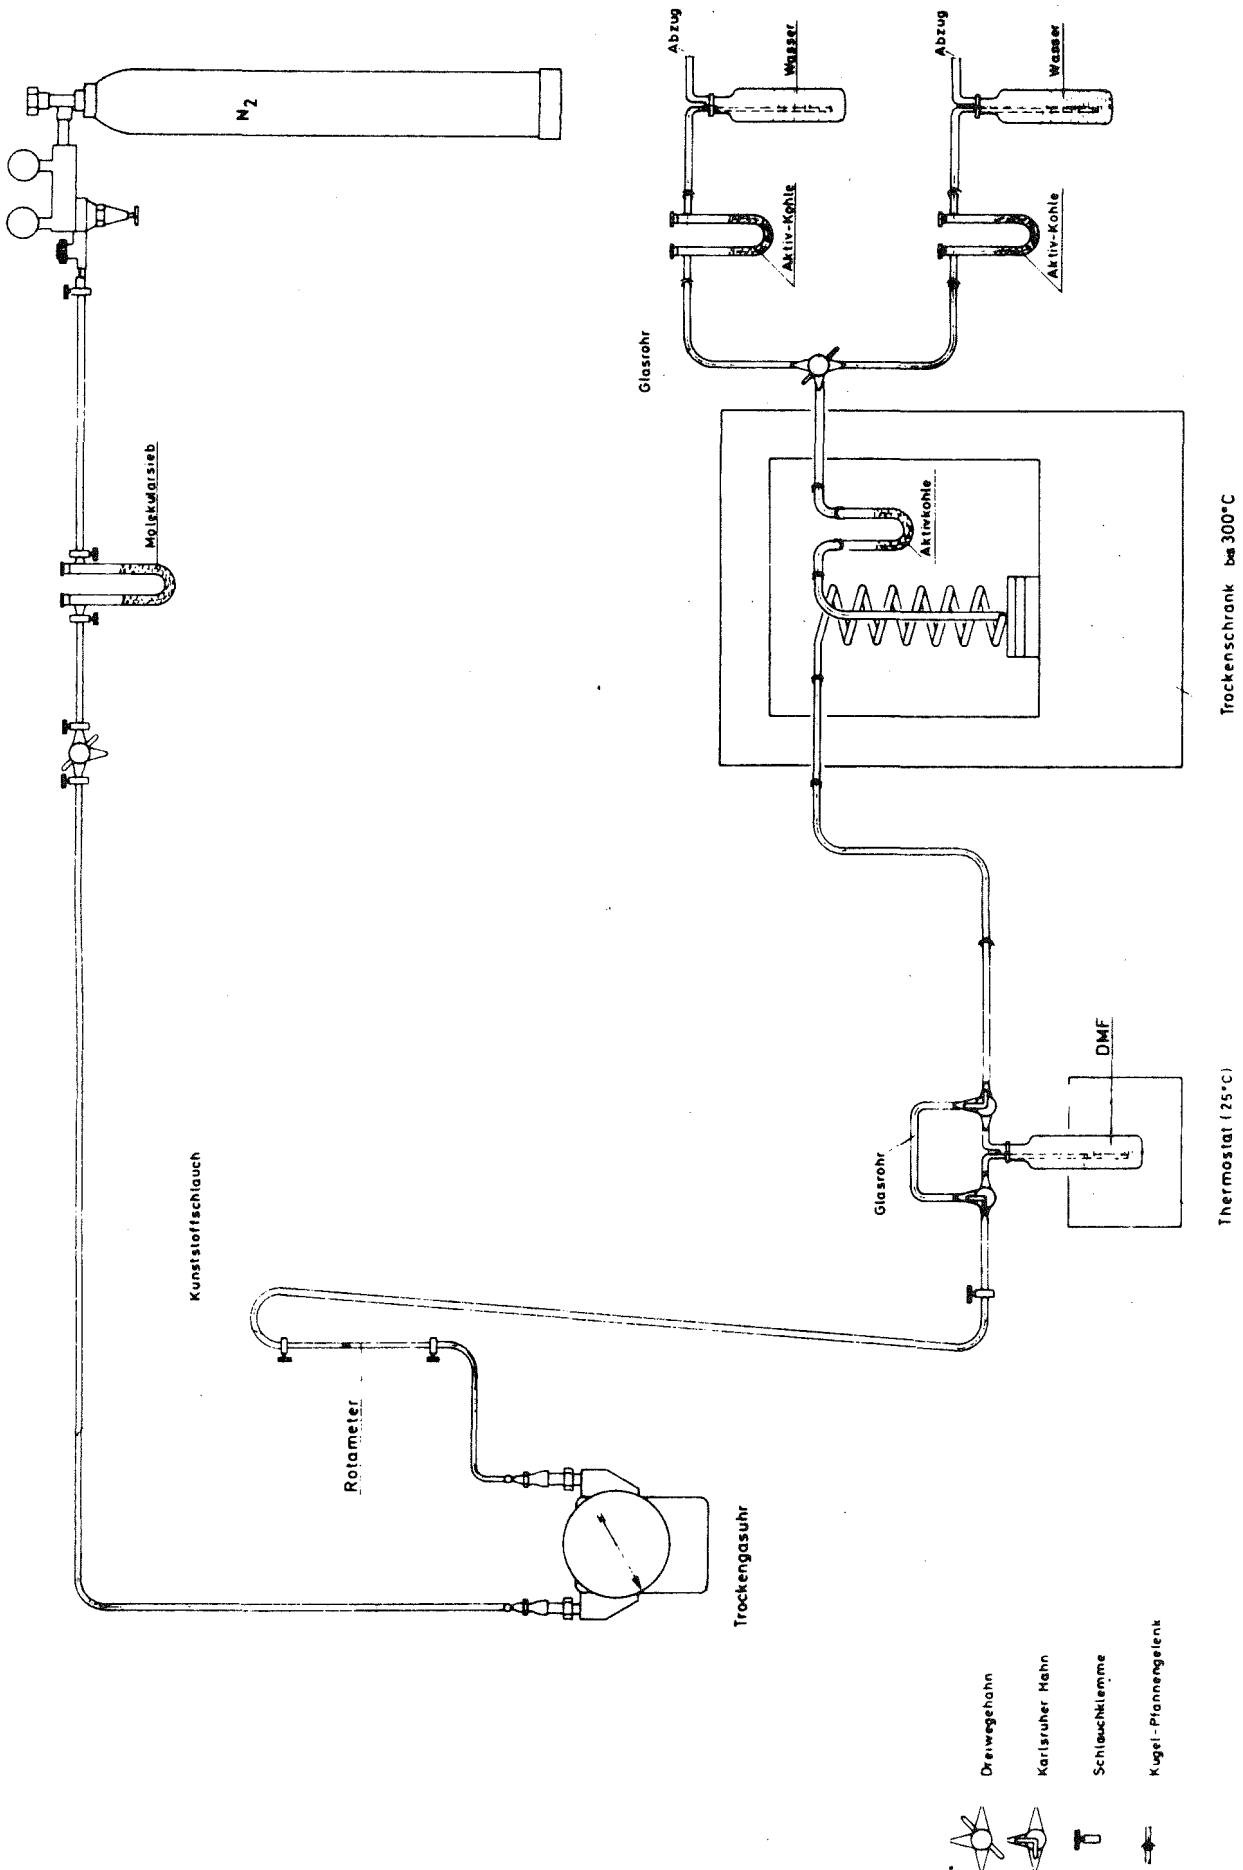 N2
Molekularsieb
Abzug
Wasser
Aktiv-Kohle
Abzug
Wasser
Aktiv-Kohle
Glasrohr
Aktivkohle
Trockenschrank bis 300°C
DMF
Glasrohr
Thermostat (25°C)
Kunststoffschlauch
Rotameter
Trockengasuhr
Dreiwegehahn
Karlsruher Hahn
Schlauchklemme
Kugel-Pfannengelenk